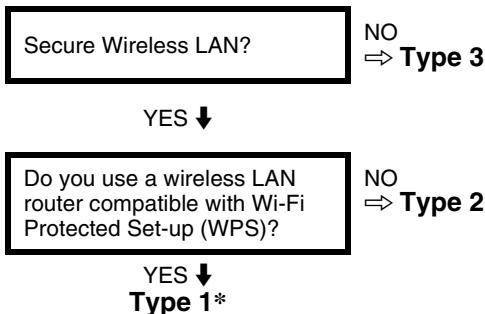 Secure Wireless LAN?
NO
⇨ Type 3
YES ⬇
Do you use a wireless LAN
router compatible with Wi-Fi
Protected Set-up (WPS)?
NO
⇨ Type 2
YES ⬇
Type 1*